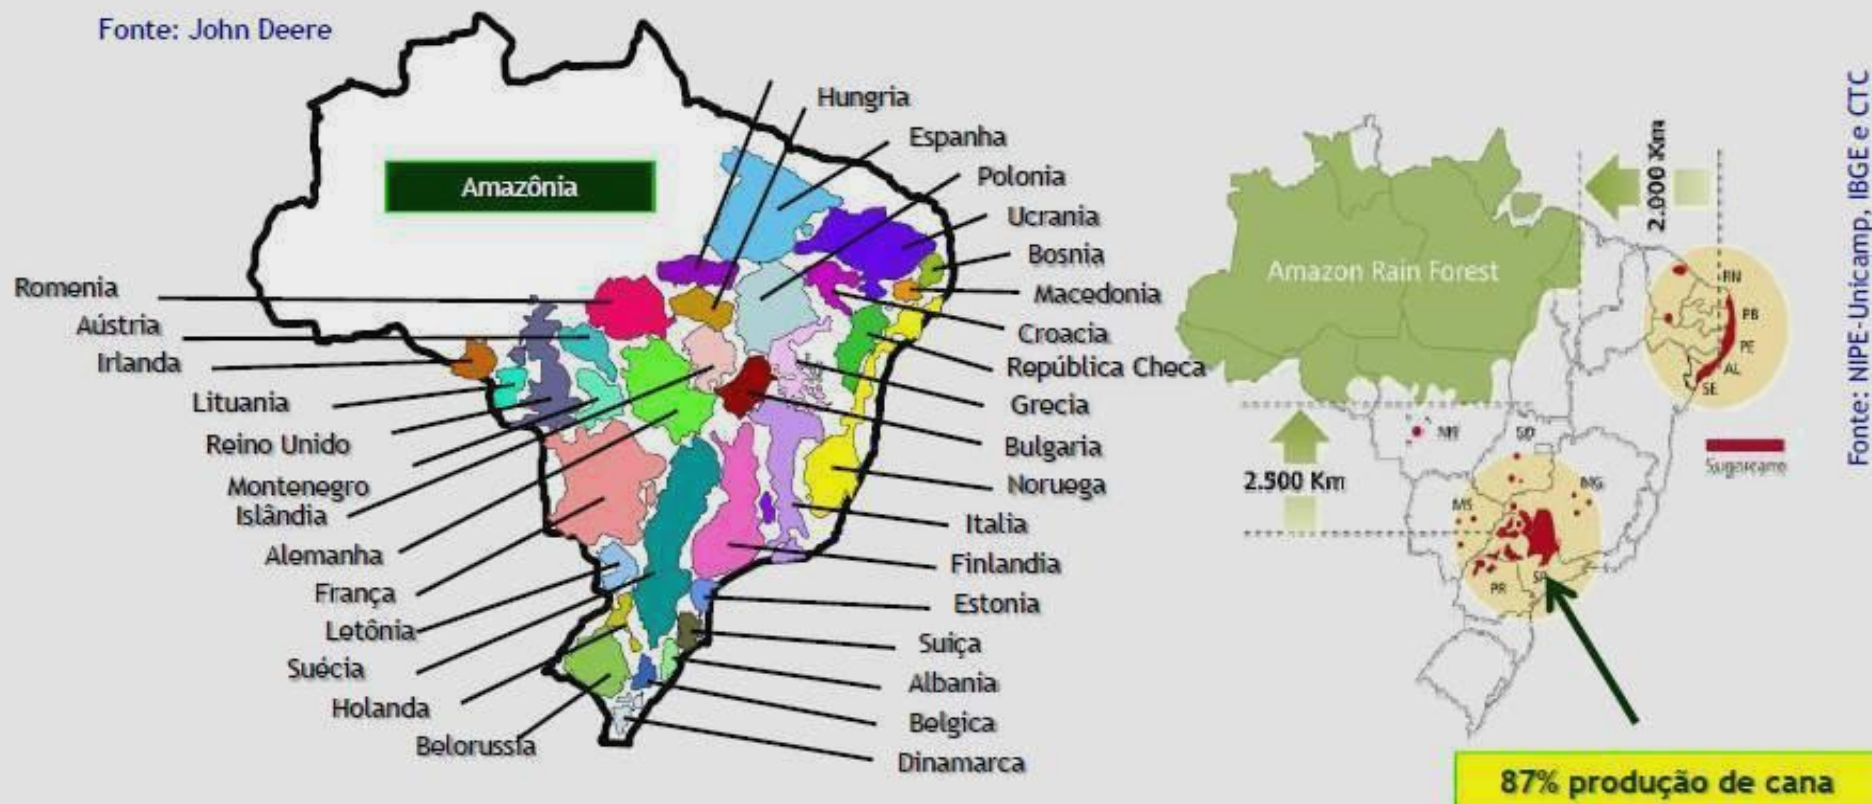 Fonte: John Deere
Amazônia
Hungria
Espanha
Polonia
Ucrania
Bosnia
Macedonia
Croacia
República Checa
Grecia
Bulgaria
Noruega
Italia
Finlandia
Estonia
Suiça
Albania
Belgica
Dinamarca
Romenia
Aústria
Irlanda
Lituania
Reino Unido
Montenegro
Islândia
Alemanha
França
Letônia
Suécia
Holanda
Belorussia
Amazon Rain Forest
2.000 Km
RN
PB
PE
AL
SE
Sugarcane
2.500 Km
MT
GO
MG
MS
SP
PR
87% produção de cana
Fonte: NIPE-Unicamp, IBGE e CTC